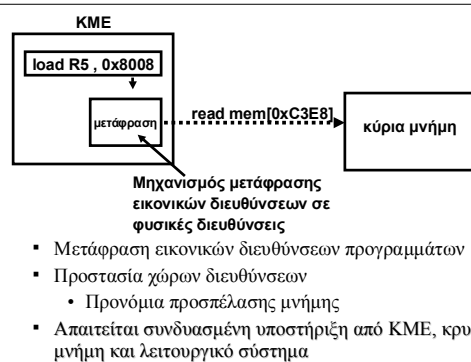 ΚΜΕ
load R5 , 0x8008
μετάφραση
read mem[0xC3E8]
κύρια μνήμη
Μηχανισμός μετάφρασης
εικονικών διευθύνσεων σε
φυσικές διευθύνσεις
▪ Μετάφραση εικονικών διευθύνσεων προγραμμάτων
▪ Προστασία χώρων διευθύνσεων
• Προνόμια προσπέλασης μνήμης
▪ Απαιτείται συνδυασμένη υποστήριξη από ΚΜΕ,
μνήμη και λειτουργικό σύστημα